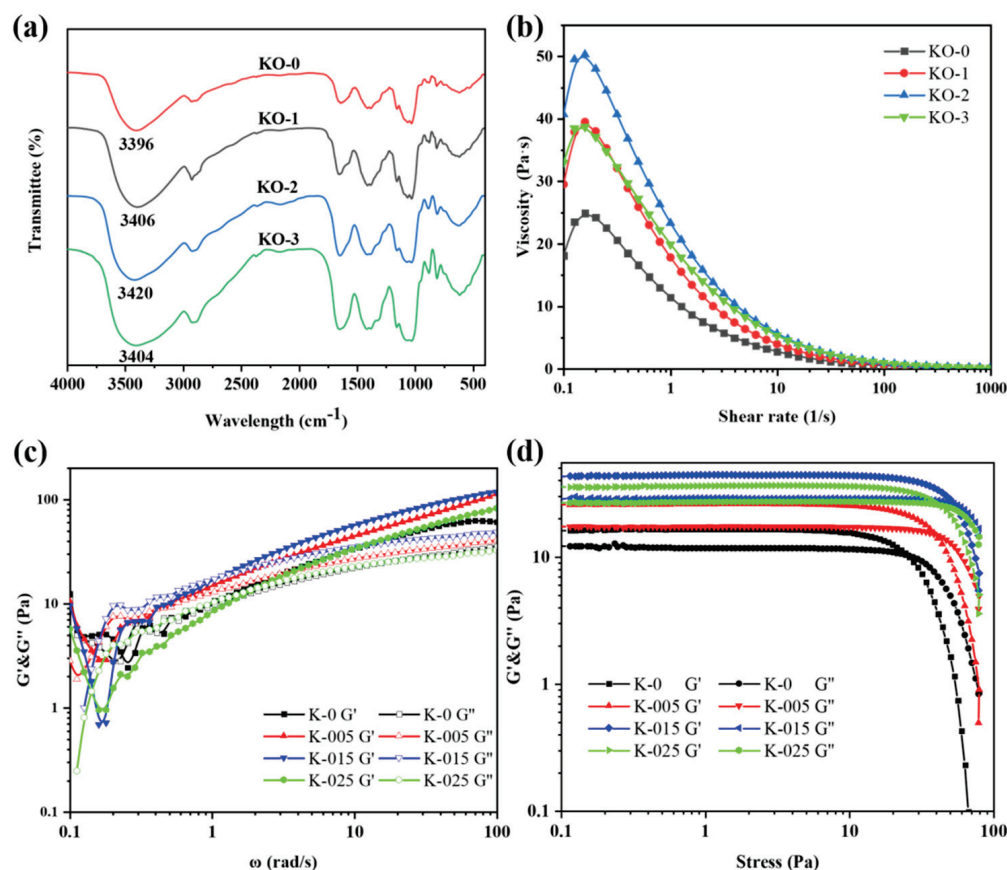 (a)
KO-0
3396
KO-1
3406
KO-2
3420
KO-3
3404
Transmittee (%)
4000 3500 3000 2500 2000 1500 1000 500
Wavelength (cm-1)
(b)
KO-0
KO-1
KO-2
KO-3
Viscosity (Pa·s)
50
40
30
20
10
0
0.1 1 10 100 1000
Shear rate (1/s)
(c)
G'&G" (Pa)
100
10
1
0.1
K-0 G' K-0 G"
K-005 G' K-005 G"
K-015 G' K-015 G"
K-025 G' K-025 G"
0.1 1 10 100
ω (rad/s)
(d)
G'&G" (Pa)
10
1
0.1
K-0 G' K-0 G"
K-005 G' K-005 G"
K-015 G' K-015 G"
K-025 G' K-025 G"
0.1 1 10 100
Stress (Pa)